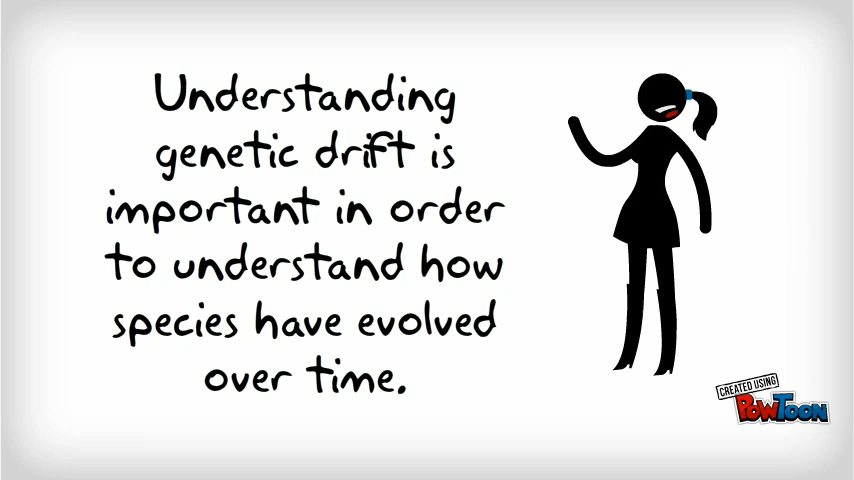 Understanding
genetic drift is
important in order
to understand how
species have evolved
over time.
CREATED USING
POWTOON